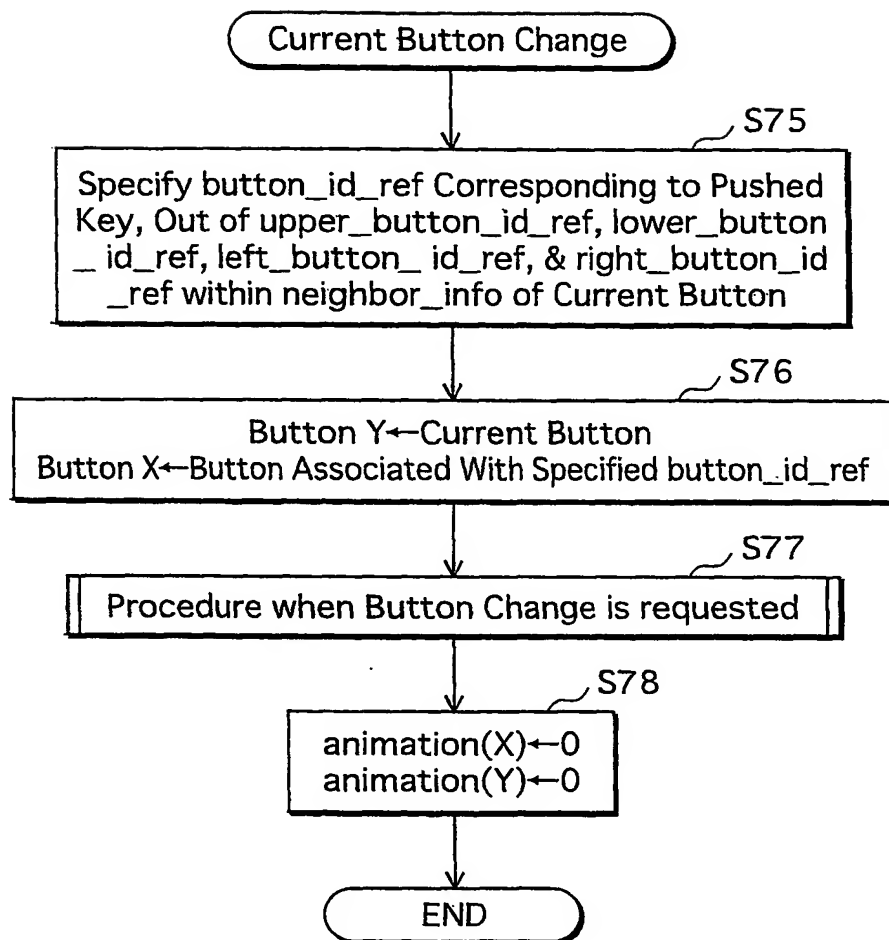 Current Button Change
S75
Specify button_id_ref Corresponding to Pushed
Key, Out of upper_button_id_ref, lower_button
_ id_ref, left_button_ id_ref, & right_button_id
_ref within neighbor_info of Current Button
S76
Button Y←Current Button
Button X←Button Associated With Specified button_id_ref
S77
Procedure when Button Change is requested
S78
animation(X)←0
animation(Y)←0
END